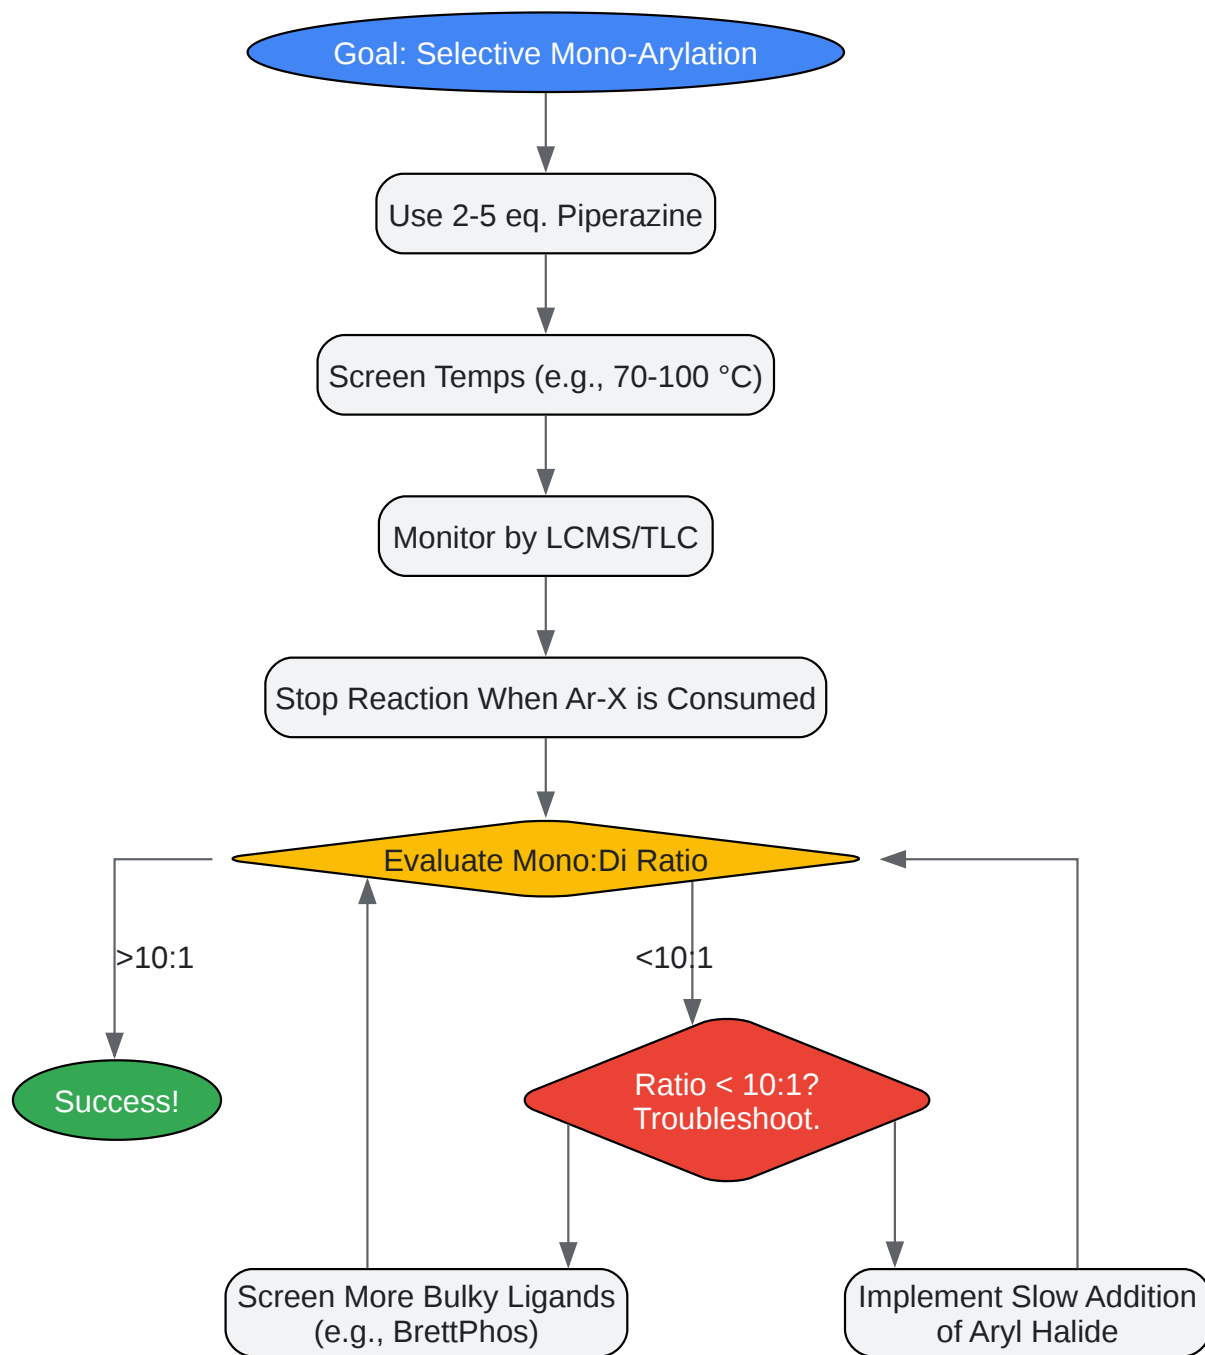 Goal: Selective Mono-Arylation
Use 2-5 eq. Piperazine
Screen Temps (e.g., 70-100 °C)
Monitor by LCMS/TLC
Stop Reaction When Ar-X is Consumed
Evaluate Mono:Di Ratio
>10:1
<10:1
Success!
Ratio < 10:1?
Troubleshoot.
Screen More Bulky Ligands
(e.g., BrettPhos)
Implement Slow Addition
of Aryl Halide